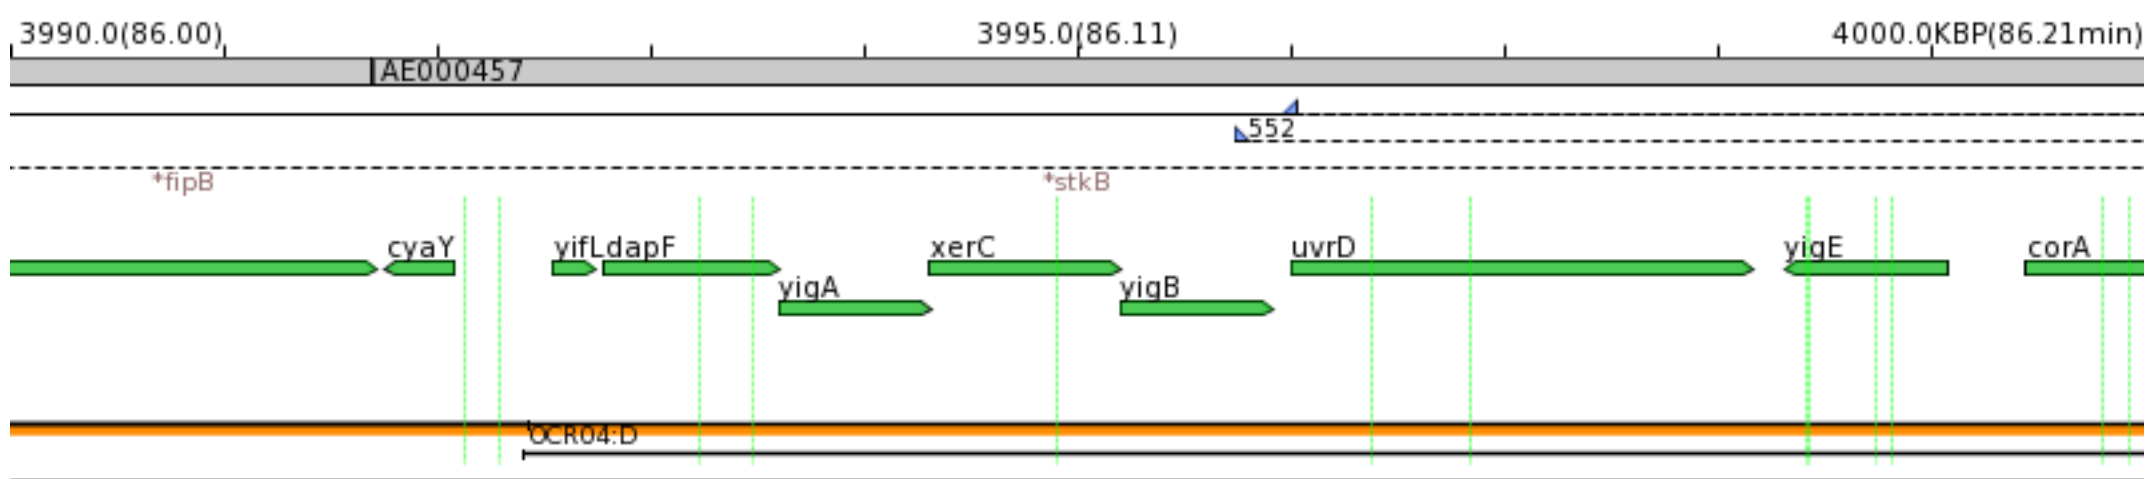 3990.0(86.00) 3995.0(86.11) 4000.0KBP(86.21min)
AE000457
552
*fipB *stkB
cyaY yifL dapF xerC uvrD yigE corA
yigA yigB
OCR04:D